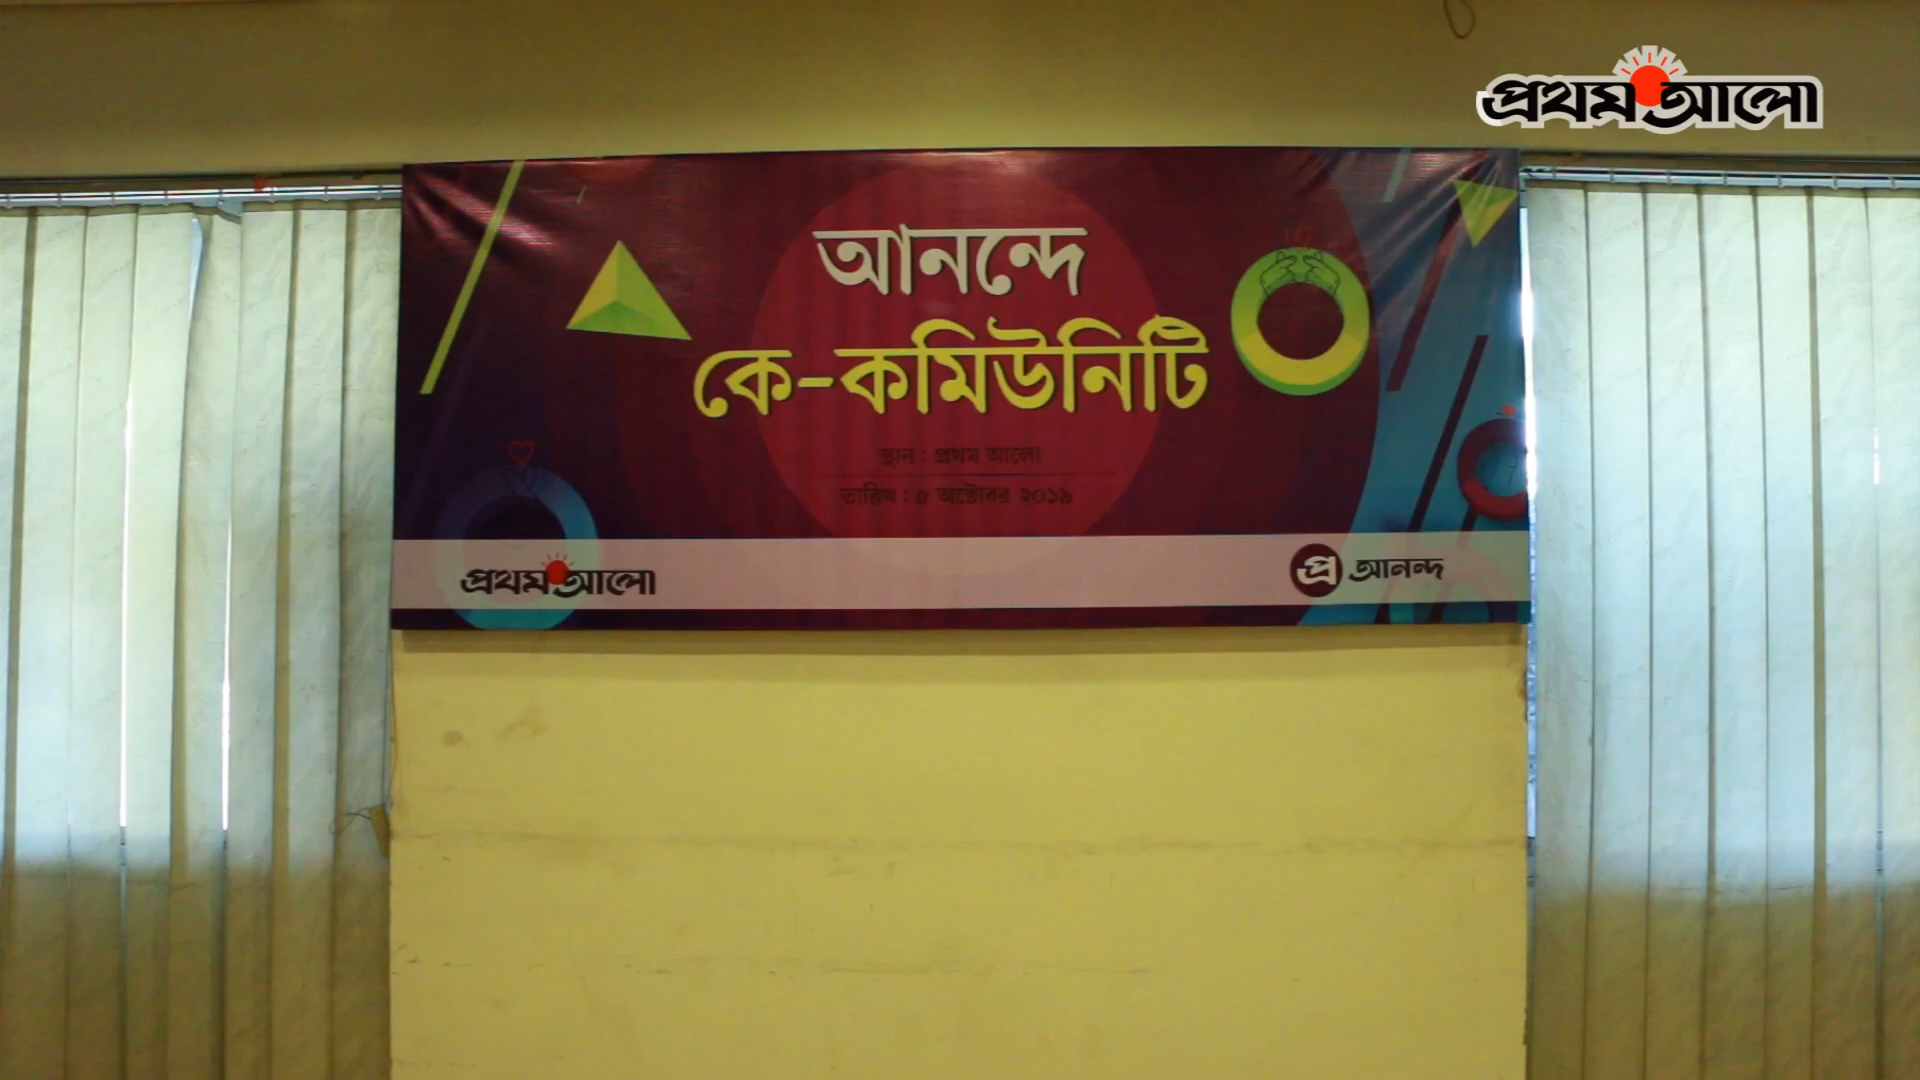 প্রথম আলো
আনন্দে
কে-কমিউনিটি
স্থান : প্রথম আলো
তারিখ : ৫ অক্টোবর ২০১৯
প্রথম আলো
প্র আনন্দ